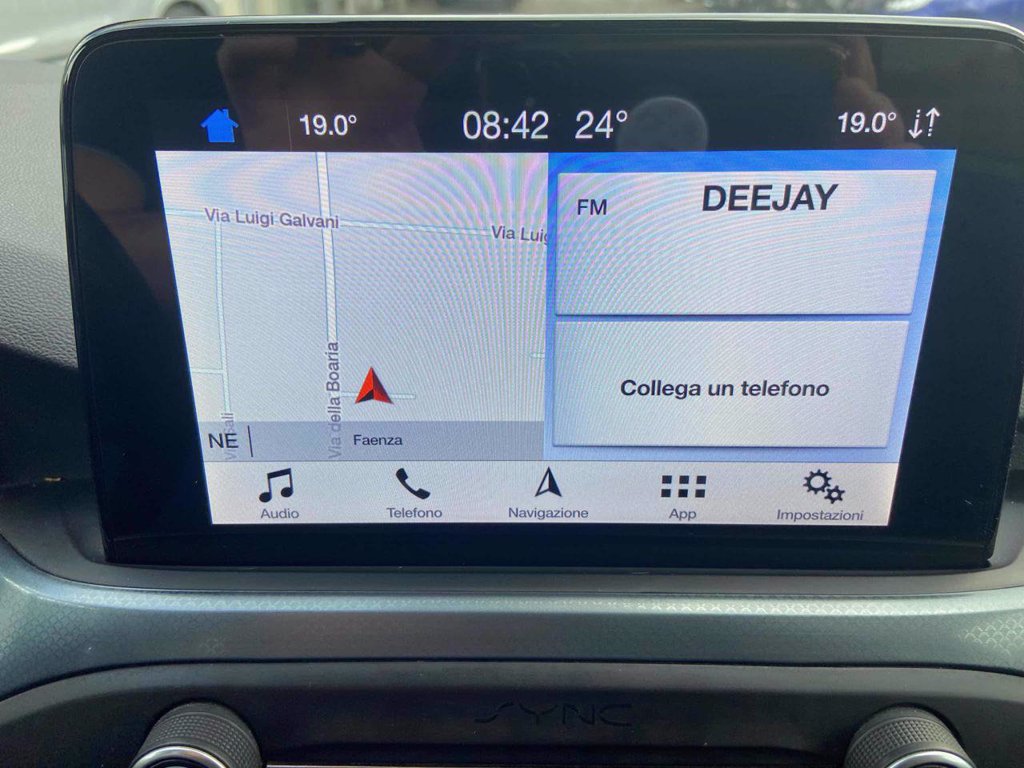 19.0° 08:42 24° 19.0°
Via Luigi Galvani
Via Luig
Via della Boaria
NE
Faenza
FM DEEJAY
Collega un telefono
Audio Telefono Navigazione App Impostazioni
SYNC